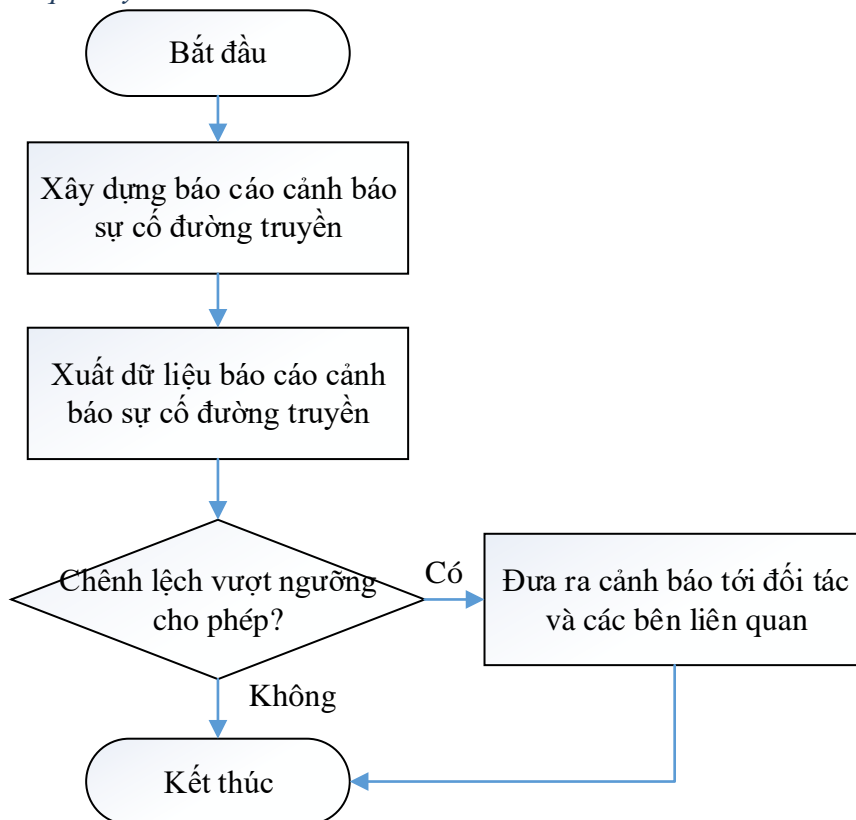 Bắt đầu
Xây dựng báo cáo cảnh báo
sự cố đường truyền
Xuất dữ liệu báo cáo cảnh
báo sự cố đường truyền
Chênh lệch vượt ngưỡng
cho phép?
Có
Đưa ra cảnh báo tới đối tác
và các bên liên quan
Không
Kết thúc